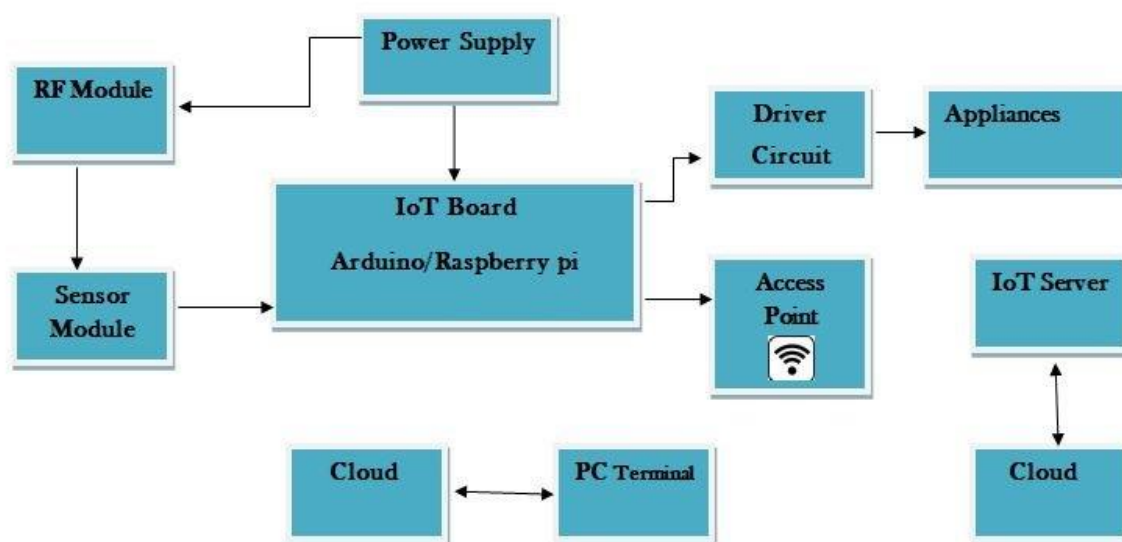 Power Supply
RF Module
Driver
Circuit
Appliances
IoT Board
Arduino/Raspberry pi
Sensor
Module
Access
Point
IoT Server
Cloud
PC Terminal
Cloud